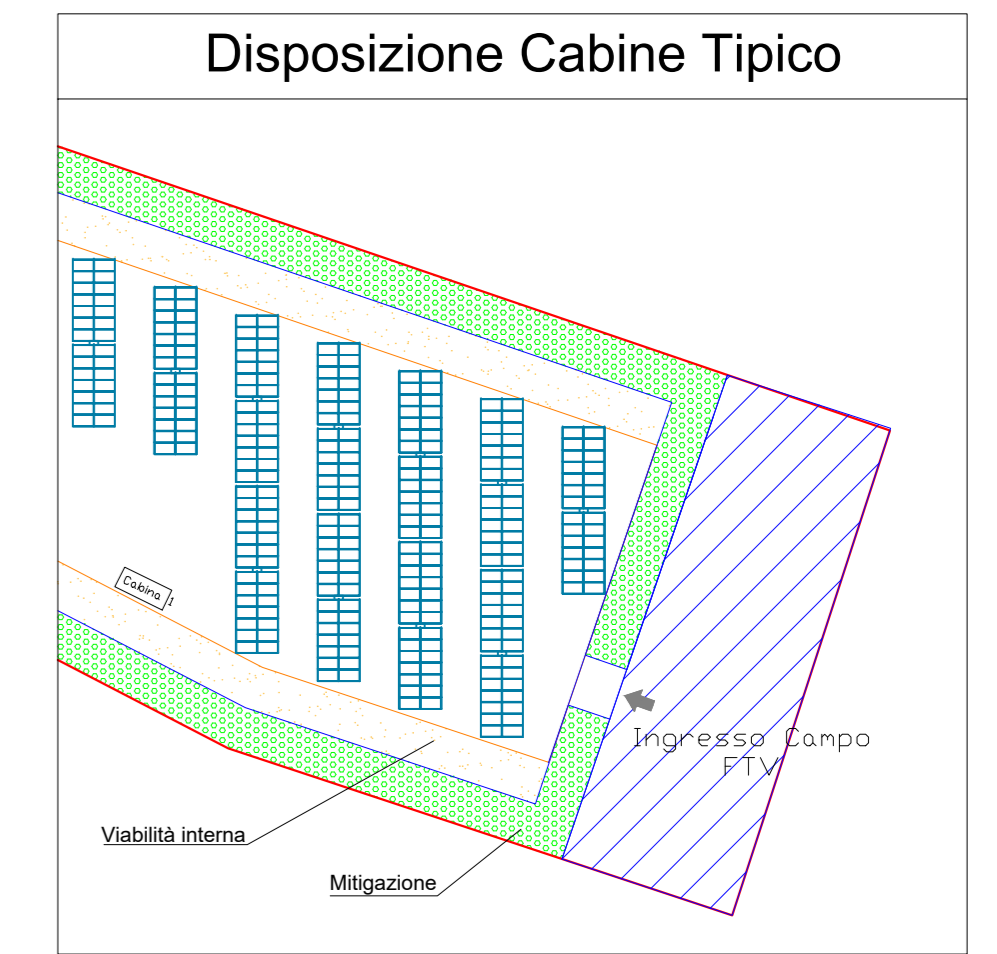 Disposizione Cabine Tipico
Cabina 1
Ingresso Campo
FTV
Viabilità interna
Mitigazione